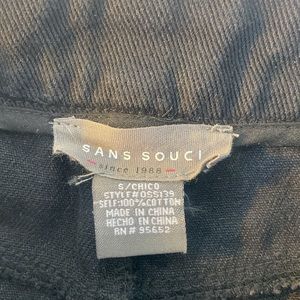 SANS SOUCI
since 1988
S/CHICO
STYLE#OSS139
SELF:100%COTTON
MADE IN CHINA
HECHO EN CHINA
RN# 95652